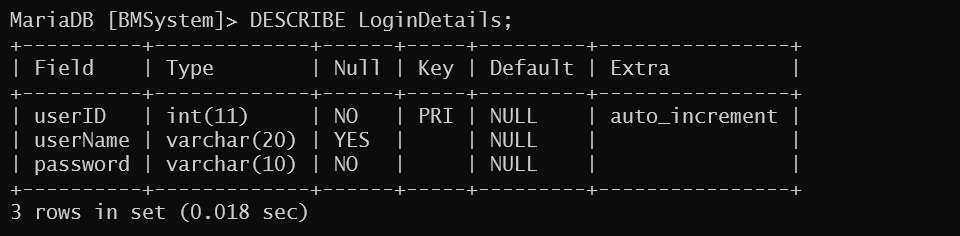 MariaDB [BMSystem]> DESCRIBE LoginDetails;
+----------+-------------+------+-----+---------+----------------+
| Field    | Type        | Null | Key | Default | Extra          |
+----------+-------------+------+-----+---------+----------------+
| userID   | int(11)     | NO   | PRI | NULL    | auto_increment |
| userName | varchar(20) | YES  |     | NULL    |                |
| password | varchar(10) | NO   |     | NULL    |                |
+----------+-------------+------+-----+---------+----------------+
3 rows in set (0.018 sec)